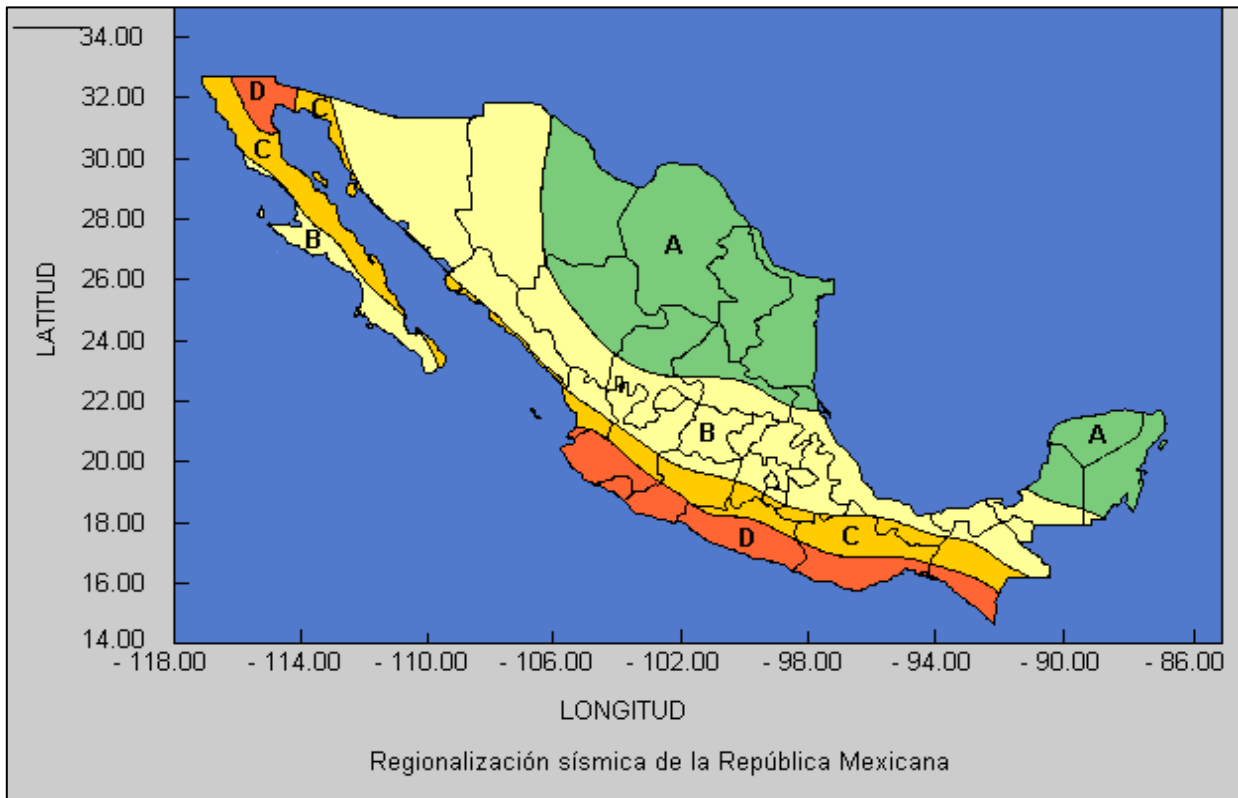 34.00
32.00
30.00
28.00
26.00
24.00
22.00
20.00
18.00
16.00
14.00
LATITUD
D
C
C
B
A
B
A
C
D
- 118.00 - 114.00 - 110.00 - 106.00 - 102.00 - 98.00 - 94.00 - 90.00 - 86.00
LONGITUD
Regionalización sísmica de la República Mexicana